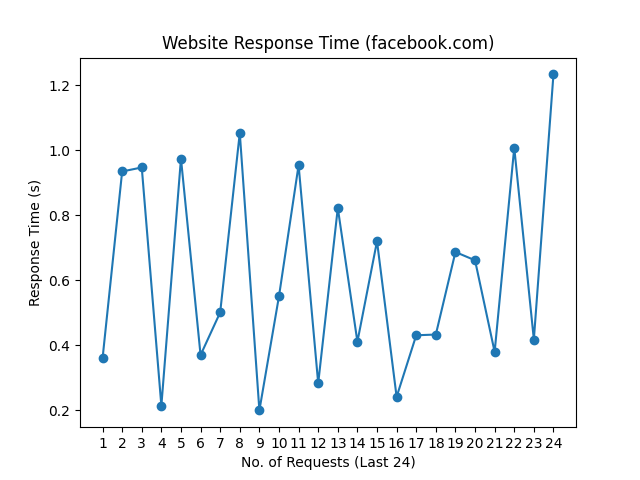 Website Response Time (facebook.com)
1.2
1.0
0.8
0.6
0.4
0.2
Response Time (s)
1 2 3 4 5 6 7 8 9 10 11 12 13 14 15 16 17 18 19 20 21 22 23 24
No. of Requests (Last 24)